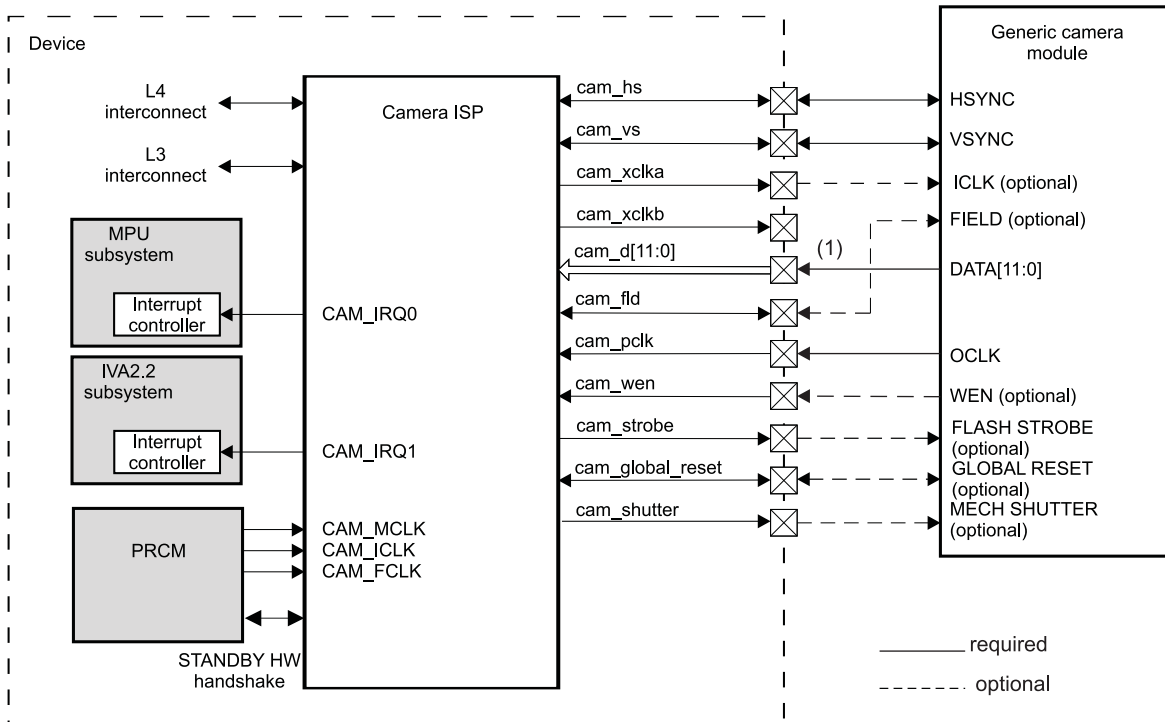 Device
L4
interconnect
L3
interconnect
MPU
subsystem
Interrupt
controller
IVA2.2
subsystem
Interrupt
controller
PRCM
STANDBY HW
handshake
Camera ISP
CAM_IRQ0
CAM_IRQ1
CAM_MCLK
CAM_ICLK
CAM_FCLK
cam_hs
cam_vs
cam_xclka
cam_xclkb
cam_d[11:0]
(1)
cam_fld
cam_pclk
cam_wen
cam_strobe
cam_global_reset
cam_shutter
Generic camera
module
HSYNC
VSYNC
ICLK (optional)
FIELD (optional)
DATA[11:0]
OCLK
WEN (optional)
FLASH STROBE
(optional)
GLOBAL RESET
(optional)
MECH SHUTTER
(optional)
required
optional